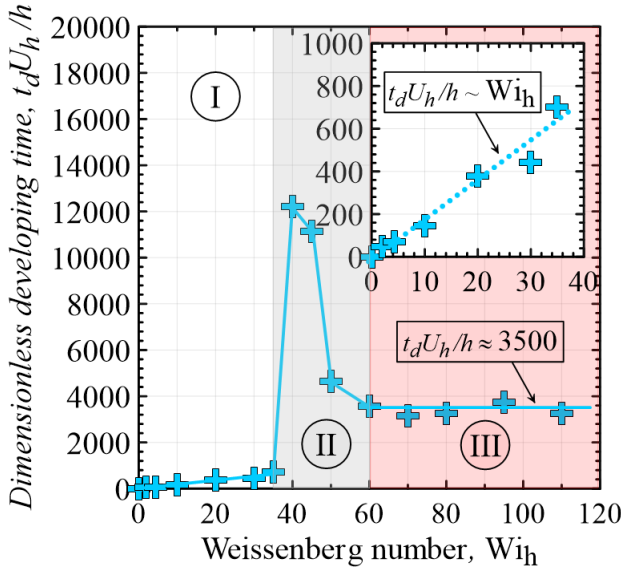 Dimensionless developing time, t_dU_h/h
20000
18000
16000
14000
12000
10000
8000
6000
4000
2000
0
I
II
III
1000
800
600
400
200
0
0 10 20 30 40
t_dU_h/h ~ Wi_h
t_dU_h/h ≈ 3500
0 20 40 60 80 100 120
Weissenberg number, Wi_h